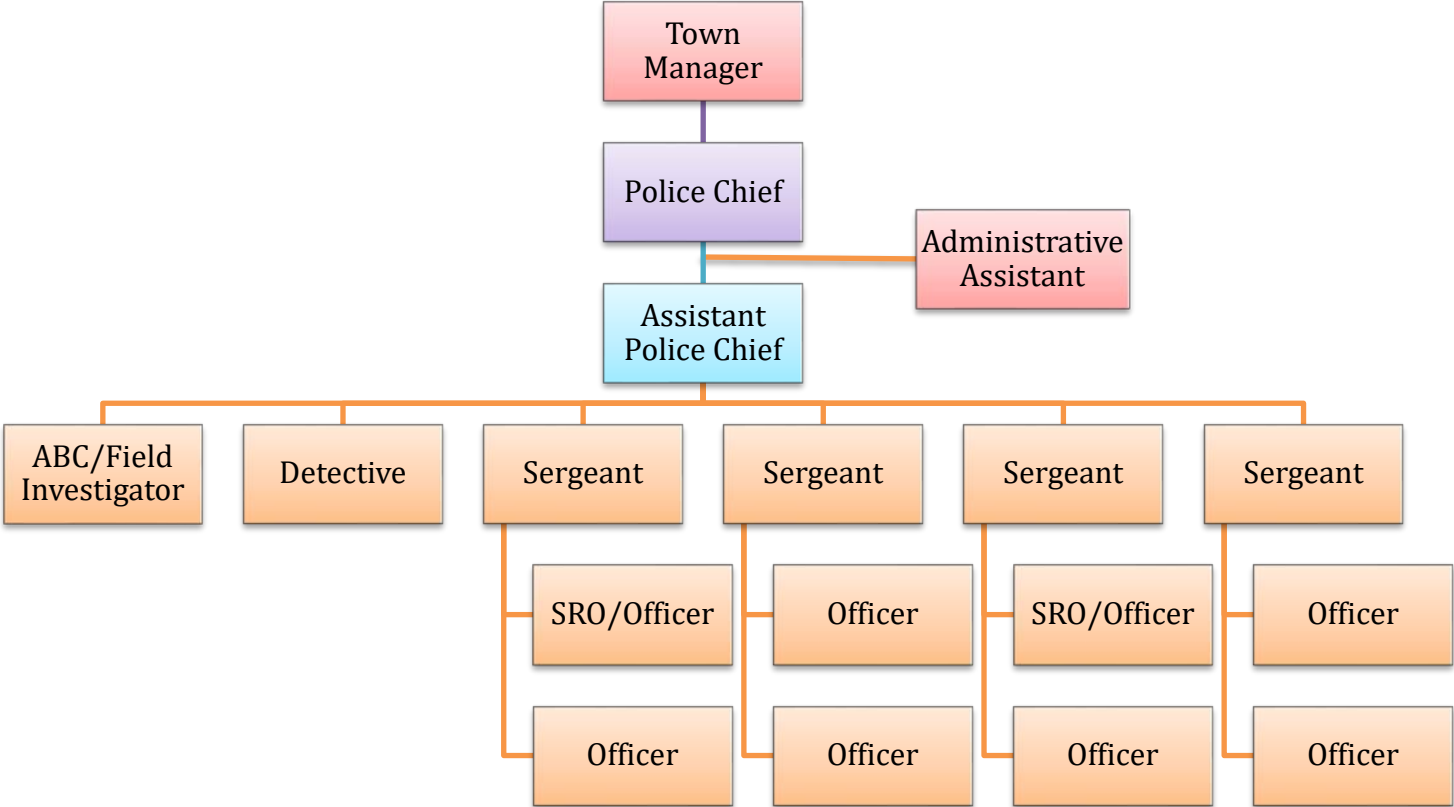 Town
Manager
Police Chief
Administrative
Assistant
Assistant
Police Chief
ABC/Field
Investigator
Detective
Sergeant
Sergeant
Sergeant
Sergeant
SRO/Officer
Officer
SRO/Officer
Officer
Officer
Officer
Officer
Officer